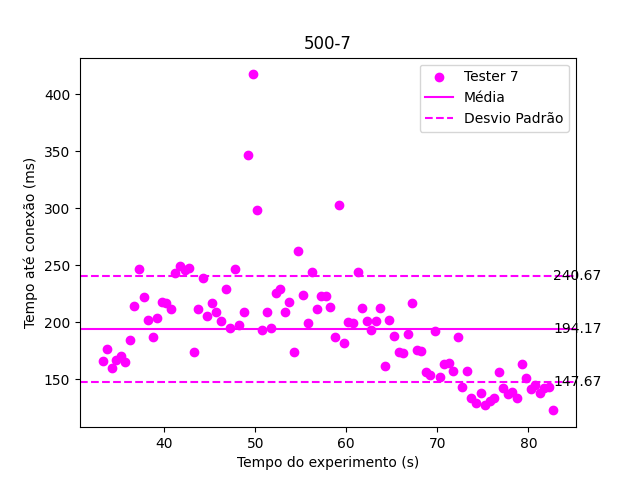 500-7
Tester 7
Média
Desvio Padrão
Tempo até conexão (ms)
400
350
300
250
200
150
240.67
194.17
147.67
40 50 60 70 80
Tempo do experimento (s)